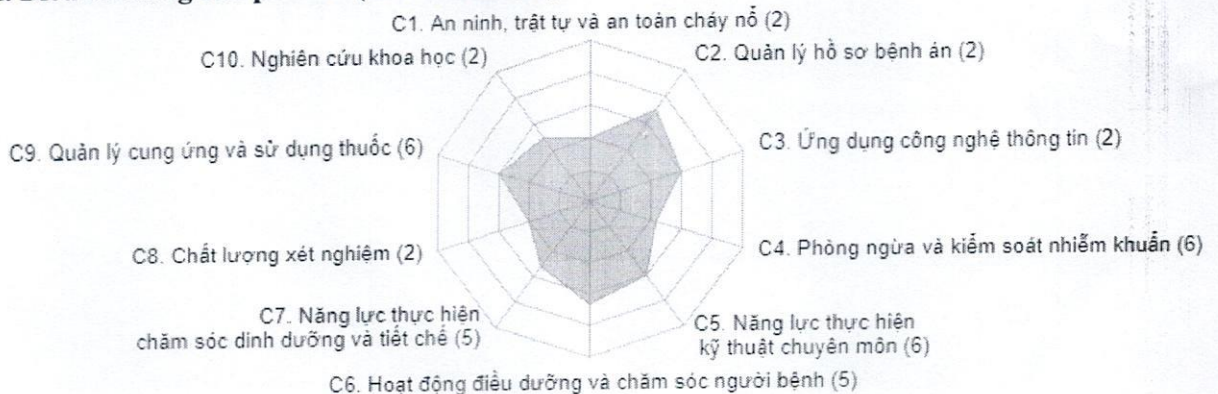 C1. An ninh, trật tự và an toàn cháy nổ (2)
C10. Nghiên cứu khoa học (2)
C2. Quản lý hồ sơ bệnh án (2)
C9. Quản lý cung ứng và sử dụng thuốc (6)
C3. Ứng dụng công nghệ thông tin (2)
C8. Chất lượng xét nghiệm (2)
C4. Phòng ngừa và kiểm soát nhiễm khuẩn (6)
C7. Năng lực thực hiện
chăm sóc dinh dưỡng và tiết chế (5)
C5. Năng lực thực hiện
kỹ thuật chuyên môn (6)
C6. Hoạt động điều dưỡng và chăm sóc người bệnh (5)